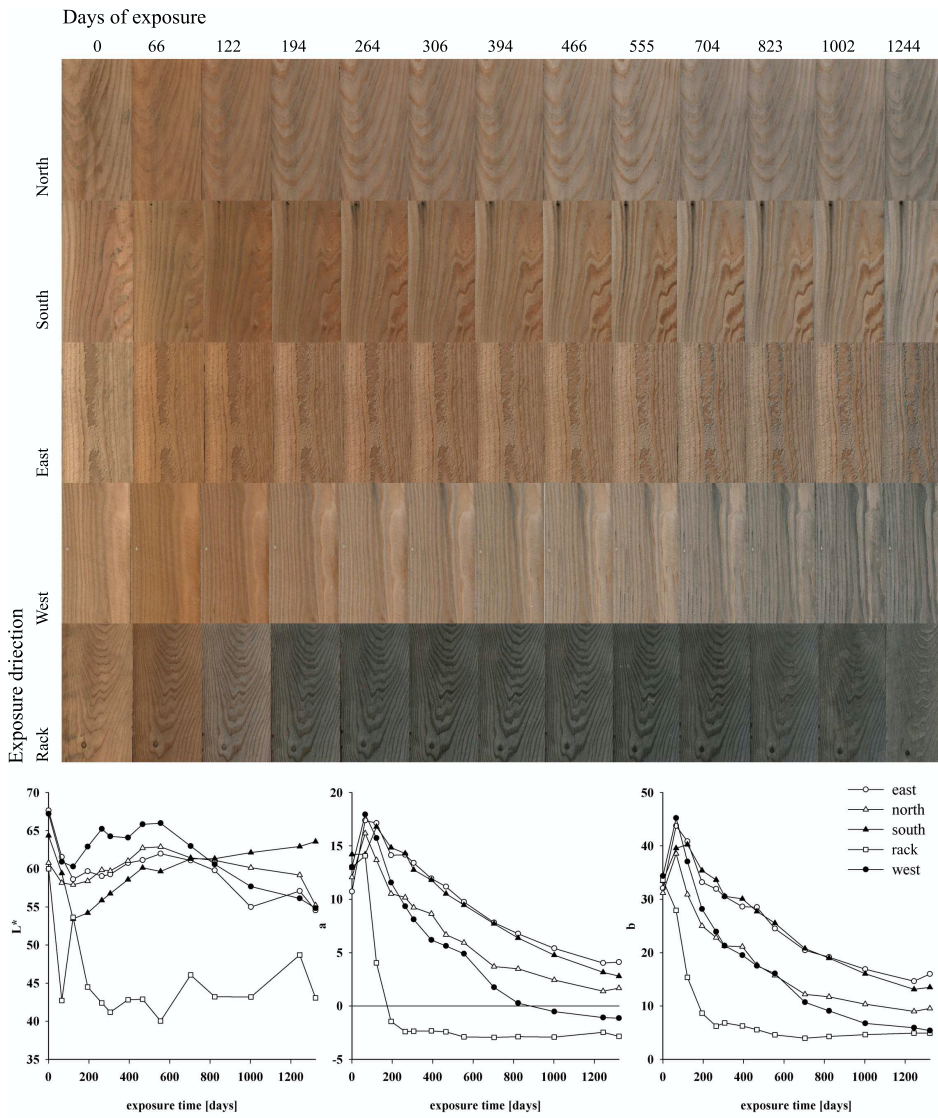 Days of exposure
0 66 122 194 264 306 394 466 555 704 823 1002 1244
North
South
East
West
Rack
Exposure driection
70
65
60
55
50
45
40
35
L*
0 200 400 600 800 1000 1200
exposure time [days]
20
15
10
5
0
-5
a
0 200 400 600 800 1000 1200
exposure time [days]
50
40
30
20
10
0
b
0 200 400 600 800 1000 1200
exposure time [days]
east
north
south
rack
west